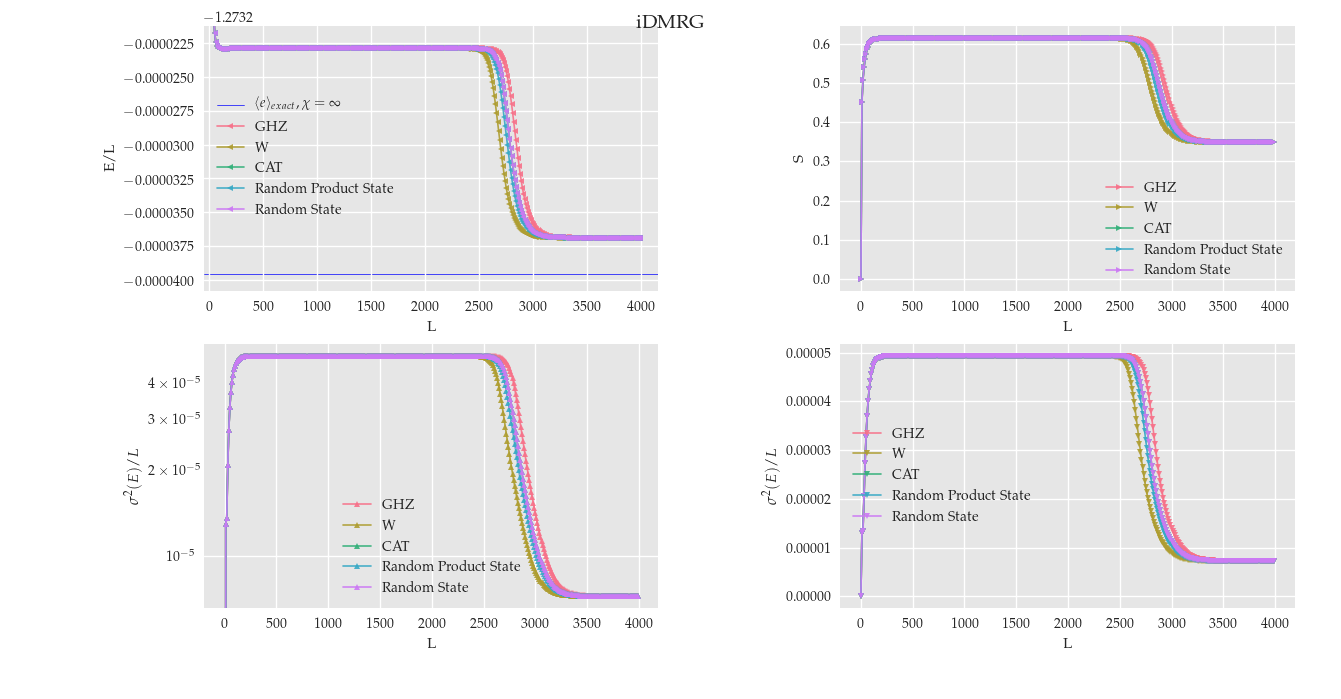 iDMRG
−1.2732
−0.0000225
−0.0000250
−0.0000275
−0.0000300
−0.0000325
−0.0000350
−0.0000375
−0.0000400
E/L
⟨e⟩exact, χ = ∞
GHZ
W
CAT
Random Product State
Random State
0 500 1000 1500 2000 2500 3000 3500 4000
L
0.6
0.5
0.4
0.3
0.2
0.1
0.0
S
GHZ
W
CAT
Random Product State
Random State
0 500 1000 1500 2000 2500 3000 3500 4000
L
4 × 10⁻⁵
3 × 10⁻⁵
2 × 10⁻⁵
10⁻⁵
σ²(E)/L
GHZ
W
CAT
Random Product State
Random State
0 500 1000 1500 2000 2500 3000 3500 4000
L
0.00005
0.00004
0.00003
0.00002
0.00001
0.00000
σ²(E)/L
GHZ
W
CAT
Random Product State
Random State
0 500 1000 1500 2000 2500 3000 3500 4000
L